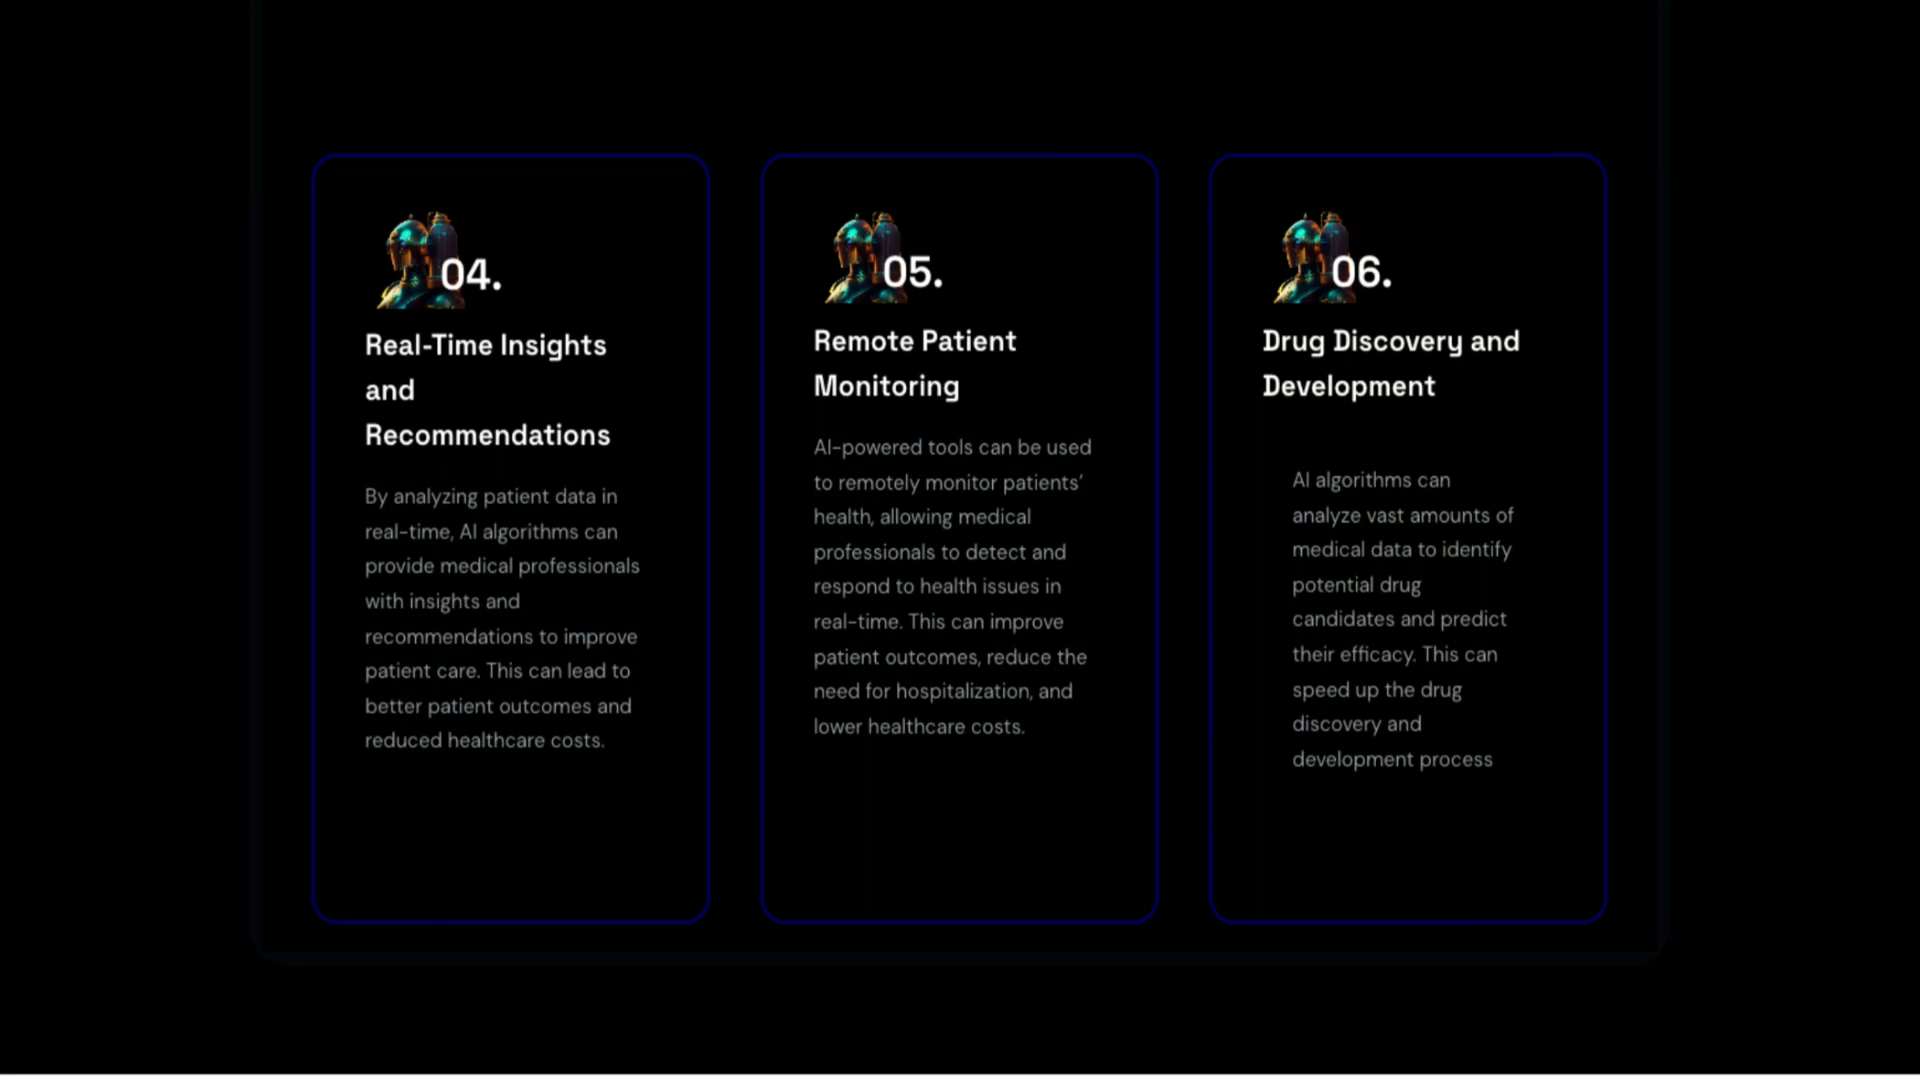 04.
Real-Time Insights
and
Recommendations
By analyzing patient data in
real-time, AI algorithms can
provide medical professionals
with insights and
recommendations to improve
patient care. This can lead to
better patient outcomes and
reduced healthcare costs.
05.
Remote Patient
Monitoring
AI-powered tools can be used
to remotely monitor patients’
health, allowing medical
professionals to detect and
respond to health issues in
real-time. This can improve
patient outcomes, reduce the
need for hospitalization, and
lower healthcare costs.
06.
Drug Discovery and
Development
AI algorithms can
analyze vast amounts of
medical data to identify
potential drug
candidates and predict
their efficacy. This can
speed up the drug
discovery and
development process